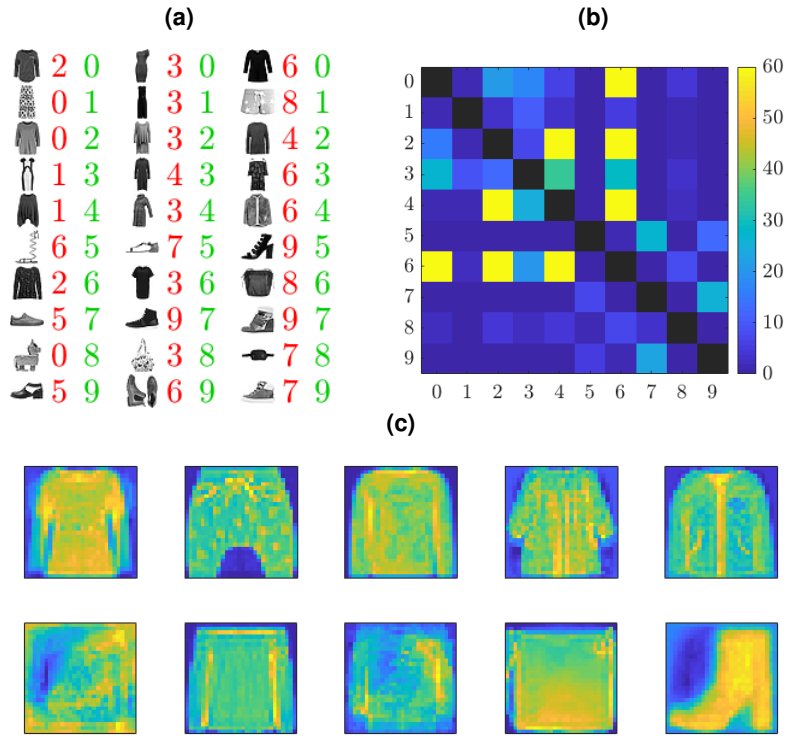 (a)
2 0 3 0 6 0
0 1 3 1 8 1
0 2 3 2 4 2
1 3 4 3 6 3
1 4 3 4 6 4
6 5 7 5 9 5
2 6 3 6 8 6
5 7 9 7 9 7
0 8 3 8 7 8
5 9 6 9 7 9
(b)
0
1
2
3
4
5
6
7
8
9
0 1 2 3 4 5 6 7 8 9
60
50
40
30
20
10
0
(c)